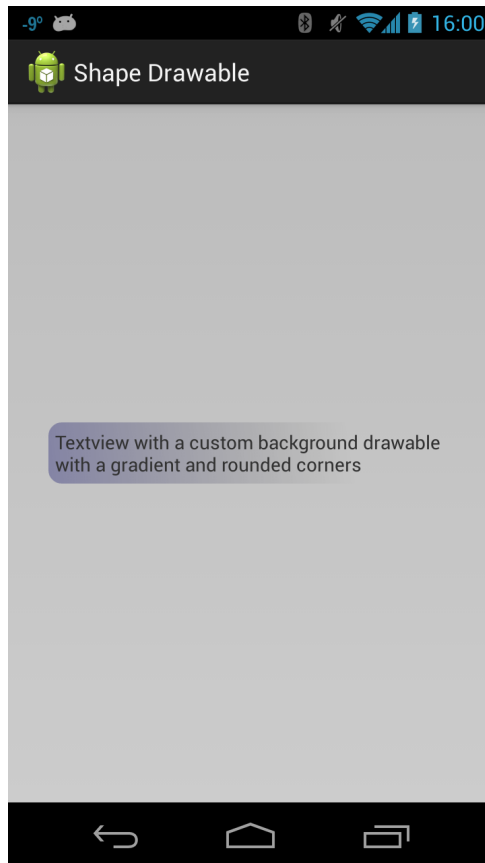 -9°
16:00
Shape Drawable
Textview with a custom background drawable
with a gradient and rounded corners